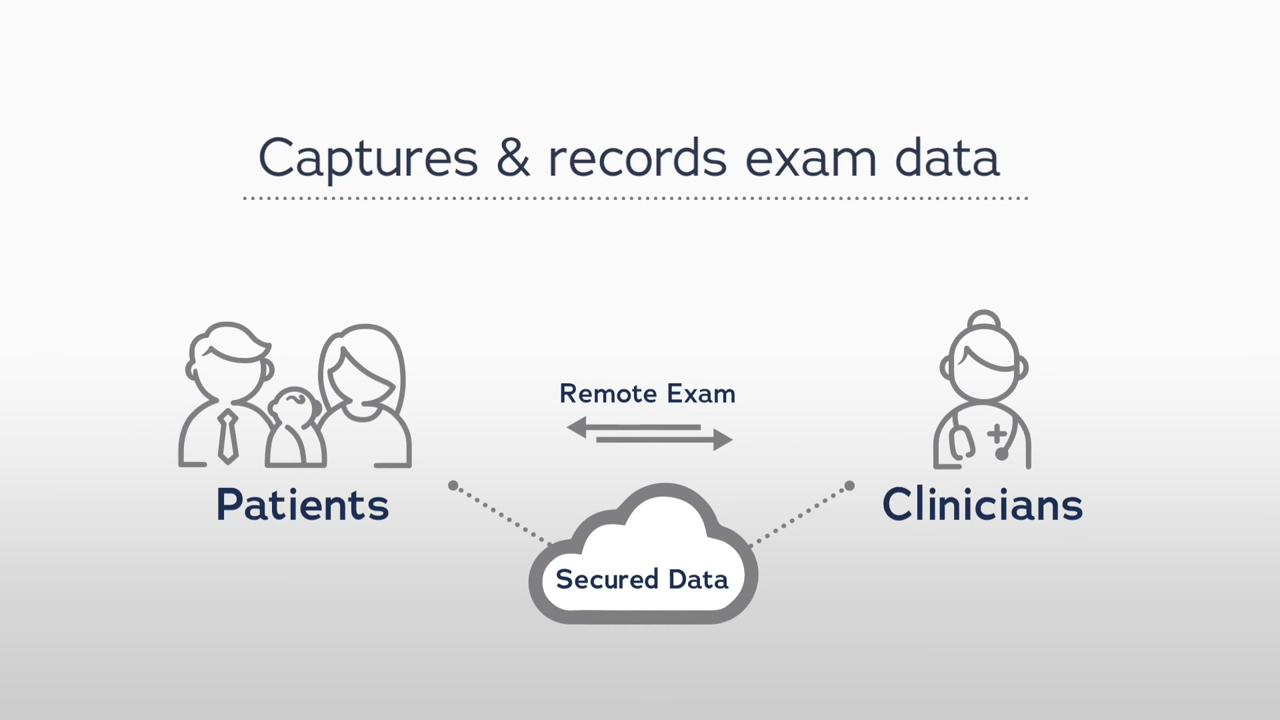 Captures & records exam data
Remote Exam
Patients
Clinicians
Secured Data